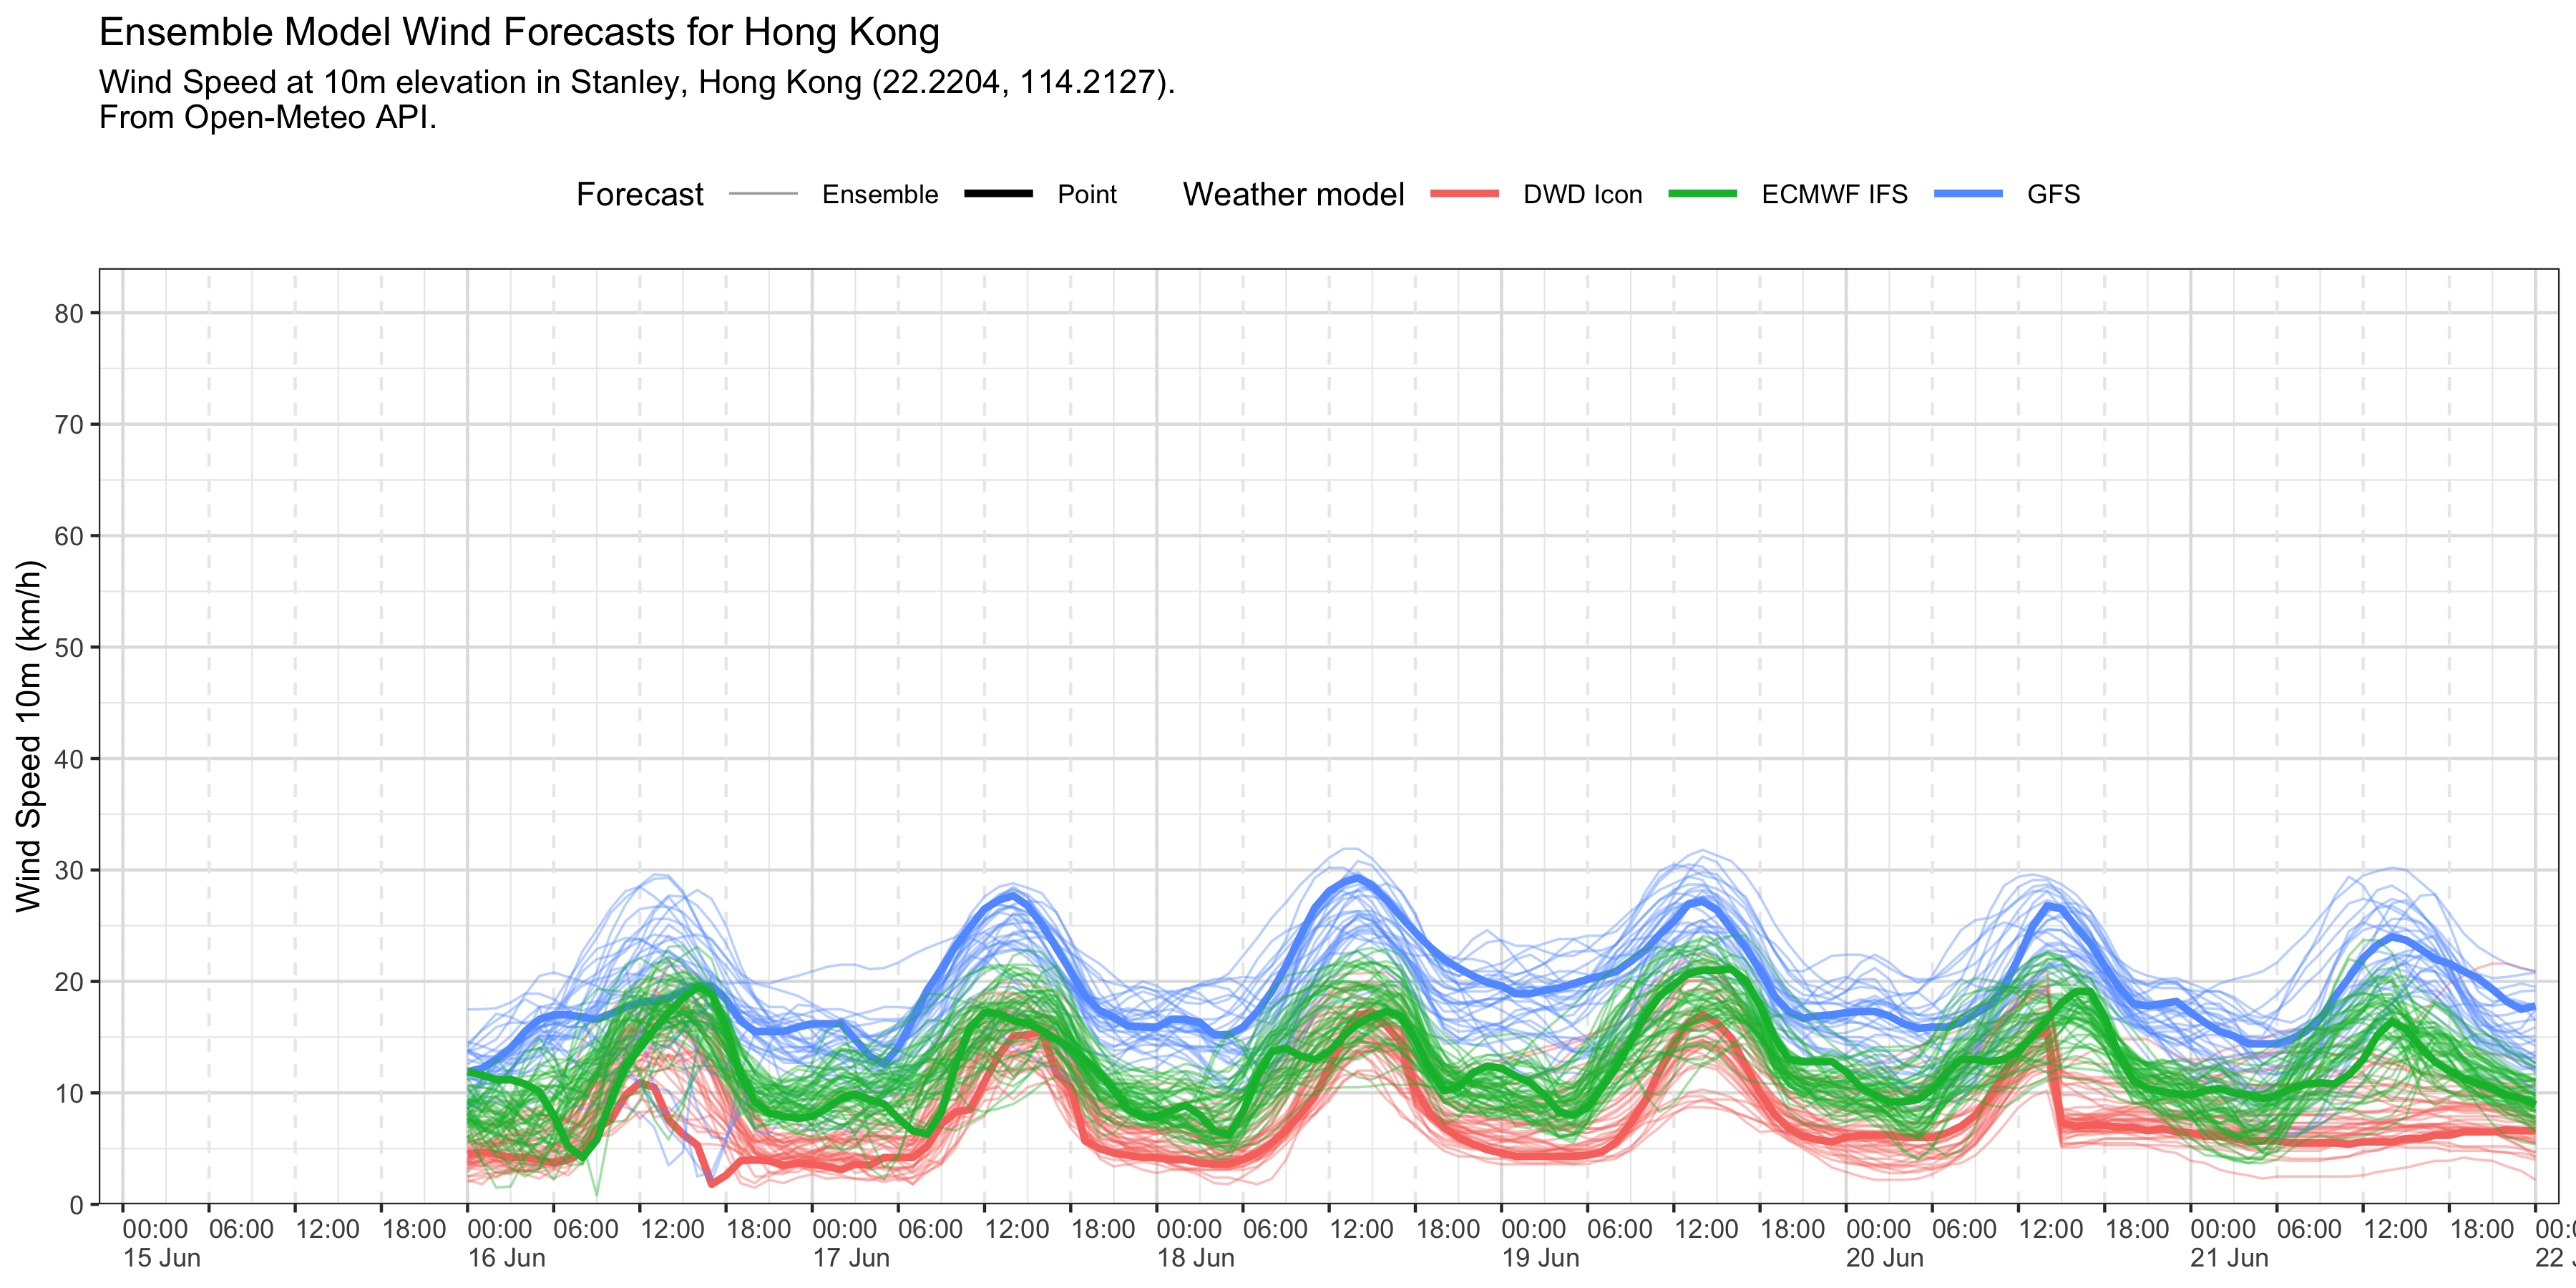 Ensemble Model Wind Forecasts for Hong Kong
Wind Speed at 10m elevation in Stanley, Hong Kong (22.2204, 114.2127).
From Open-Meteo API.
Forecast Ensemble Point Weather model DWD Icon ECMWF IFS GFS
Wind Speed 10m (km/h)
80
70
60
50
40
30
20
10
0
00:00 06:00 12:00 18:00 00:00 06:00 12:00 18:00 00:00 06:00 12:00 18:00 00:00 06:00 12:00 18:00 00:00 06:00 12:00 18:00 00:00 06:00 12:00 18:00 00:00 06:00 12:00 18:00
15 Jun 16 Jun 17 Jun 18 Jun 19 Jun 20 Jun 21 Jun 22